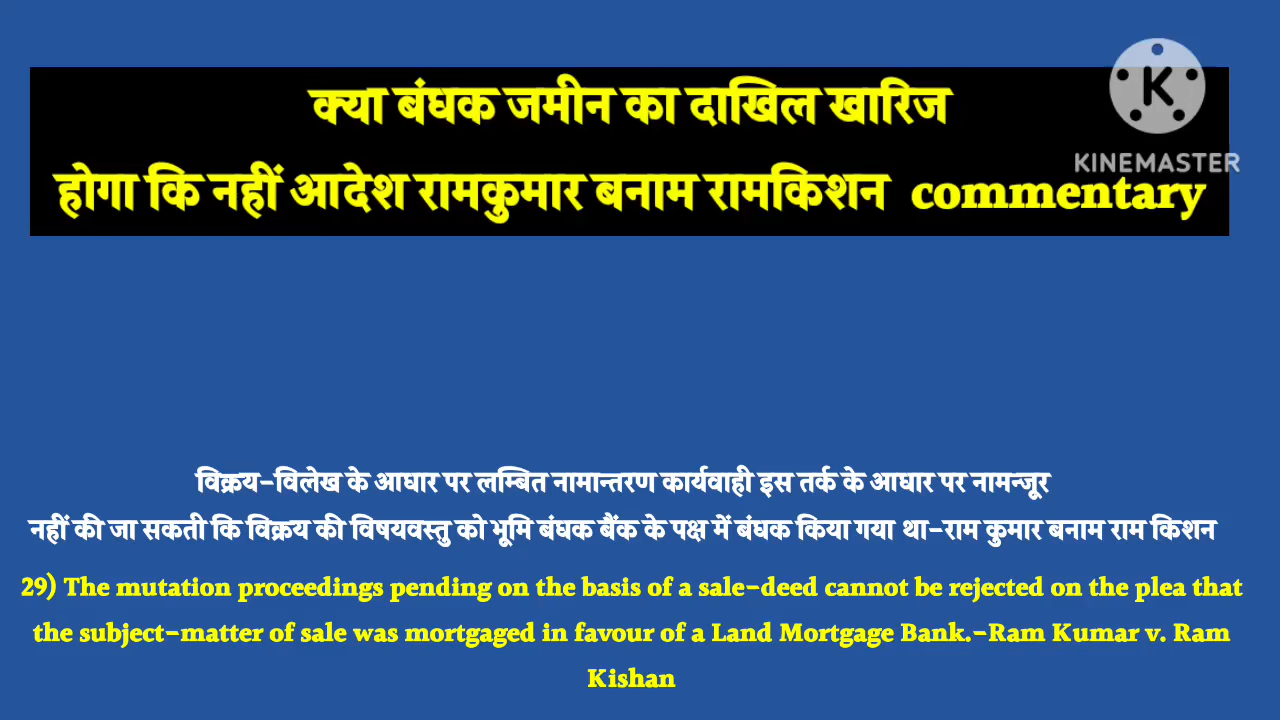 क्या बंधक जमीन का दाखिल खारिज
होगा कि नहीं आदेश रामकुमार बनाम रामकिशन commentary
KINEMASTER
विक्रय-विलेख के आधार पर लम्बित नामान्तरण कार्यवाही इस तर्क के आधार पर नामन्जूर
नहीं की जा सकती कि विक्रय की विषयवस्तु को भूमि बंधक बैंक के पक्ष में बंधक किया गया था-राम कुमार बनाम राम किशन
29) The mutation proceedings pending on the basis of a sale-deed cannot be rejected on the plea that
the subject-matter of sale was mortgaged in favour of a Land Mortgage Bank.-Ram Kumar v. Ram
Kishan